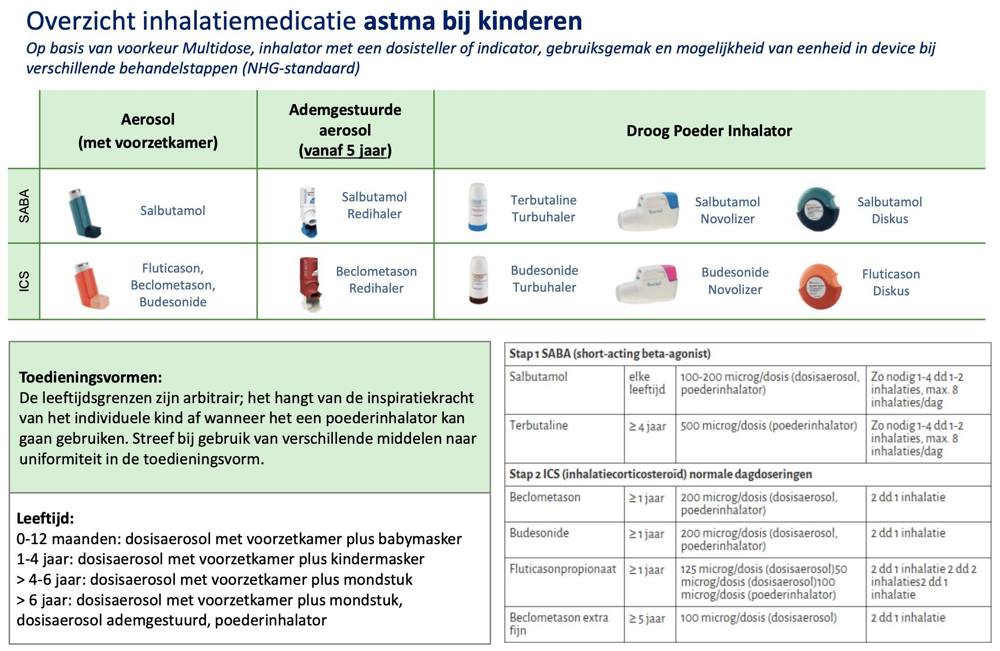 Overzicht inhalatiemedicatie astma bij kinderen
Op basis van voorkeur Multidose, inhalator met een dosisteller of indicator, gebruiksgemak en mogelijkheid van eenheid in device bij
verschillende behandelstappen (NHG-standaard)
Aerosol
(met voorzetkamer)
Ademgestuurde
aerosol
(vanaf 5 jaar)
Droog Poeder Inhalator
SABA
Salbutamol
Salbutamol
Redihaler
Terbutaline
Turbuhaler
Salbutamol
Novolizer
Salbutamol
Diskus
ICS
Fluticason,
Beclometason,
Budesonide
Beclometason
Redihaler
Budesonide
Turbuhaler
Budesonide
Novolizer
Fluticason
Diskus
Toedieningsvormen:
De leeftijdsgrenzen zijn arbitrair; het hangt van de inspiratiekracht
van het individuele kind af wanneer het een poederinhalator kan
gaan gebruiken. Streef bij gebruik van verschillende middelen naar
uniformiteit in de toedieningsvorm.
Leeftijd:
0-12 maanden: dosisaerosol met voorzetkamer plus babymasker
1-4 jaar: dosisaerosol met voorzetkamer plus kindermasker
> 4-6 jaar: dosisaerosol met voorzetkamer plus mondstuk
> 6 jaar: dosisaerosol met voorzetkamer plus mondstuk,
dosisaerosol ademgestuurd, poederinhalator
Stap 1 SABA (short-acting beta-agonist)
Salbutamol
elke
leeftijd
100-200 microg/dosis (dosisaerosol,
poederinhalator)
Zo nodig 1-4 dd 1-2
inhalaties, max. 8
inhalaties/dag
Terbutaline
≥ 4 jaar
500 microg/dosis (poederinhalator)
Zo nodig 1-4 dd 1-2
inhalaties, max. 8
inhalaties/dag
Stap 2 ICS (inhalatiecorticosteroïd) normale dagdoseringen
Beclometason
≥ 1 jaar
200 microg/dosis (dosisaerosol,
poederinhalator)
2 dd 1 inhalatie
Budesonide
≥ 1 jaar
200 microg/dosis (dosisaerosol,
poederinhalator)
2 dd 1 inhalatie
Fluticasonpropionaat
≥ 1 jaar
125 microg/dosis (dosisaerosol)50
microg/dosis (dosisaerosol)100
microg/dosis (poederinhalator)
2 dd 1 inhalatie 2 dd 2
inhalaties2 dd 1
inhalatie
Beclometason extra
fijn
≥ 5 jaar
100 microg/dosis (dosisaerosol)
2 dd 1 inhalatie